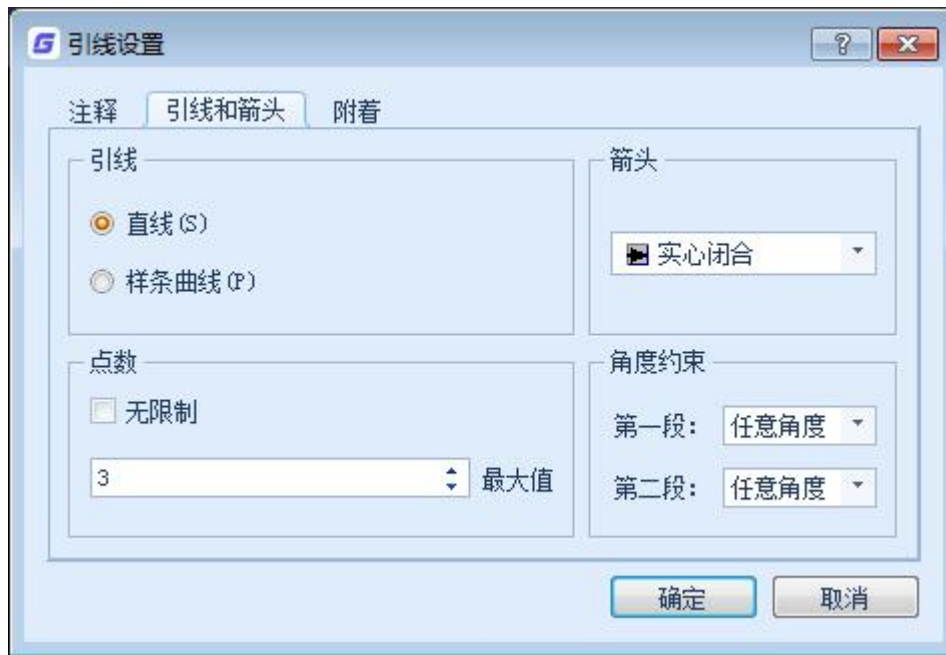 引线设置
注释 引线和箭头 附着
引线
直线(S)
样条曲线(P)
箭头
实心闭合
点数
无限制
3 最大值
角度约束
第一段： 任意角度
第二段： 任意角度
确定 取消